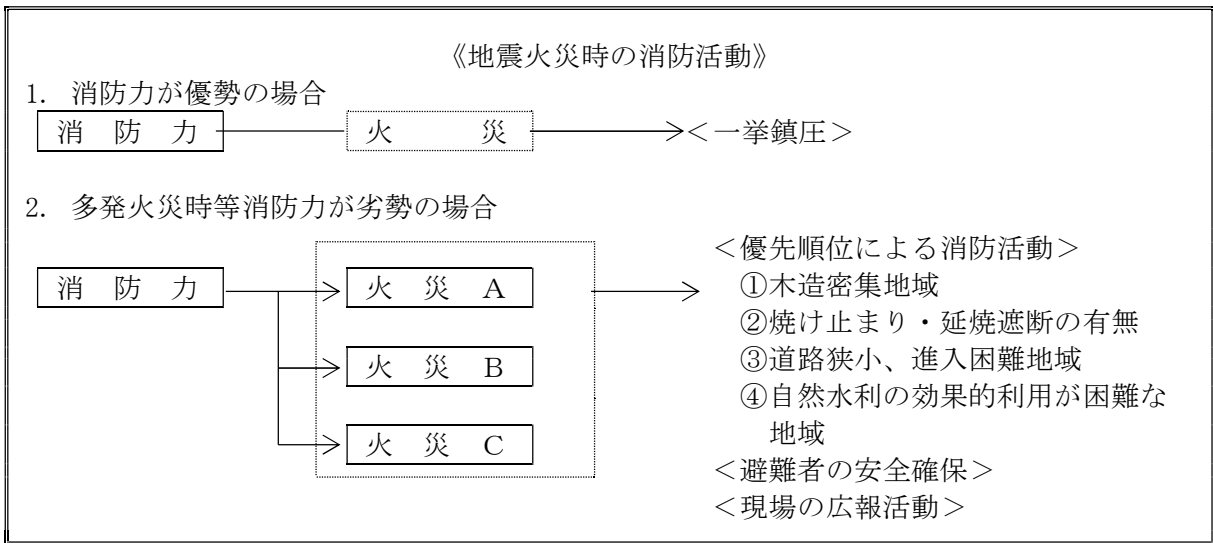 《地震火災時の消防活動》
1. 消防力が優勢の場合
消 防 力 火 災 ＜一挙鎮圧＞
2. 多発火災時等消防力が劣勢の場合
消 防 力
火 災 A
火 災 B
火 災 C
＜優先順位による消防活動＞
①木造密集地域
②焼け止まり・延焼遮断の有無
③道路狭小、進入困難地域
④自然水利の効果的利用が困難な
地域
＜避難者の安全確保＞
＜現場の広報活動＞